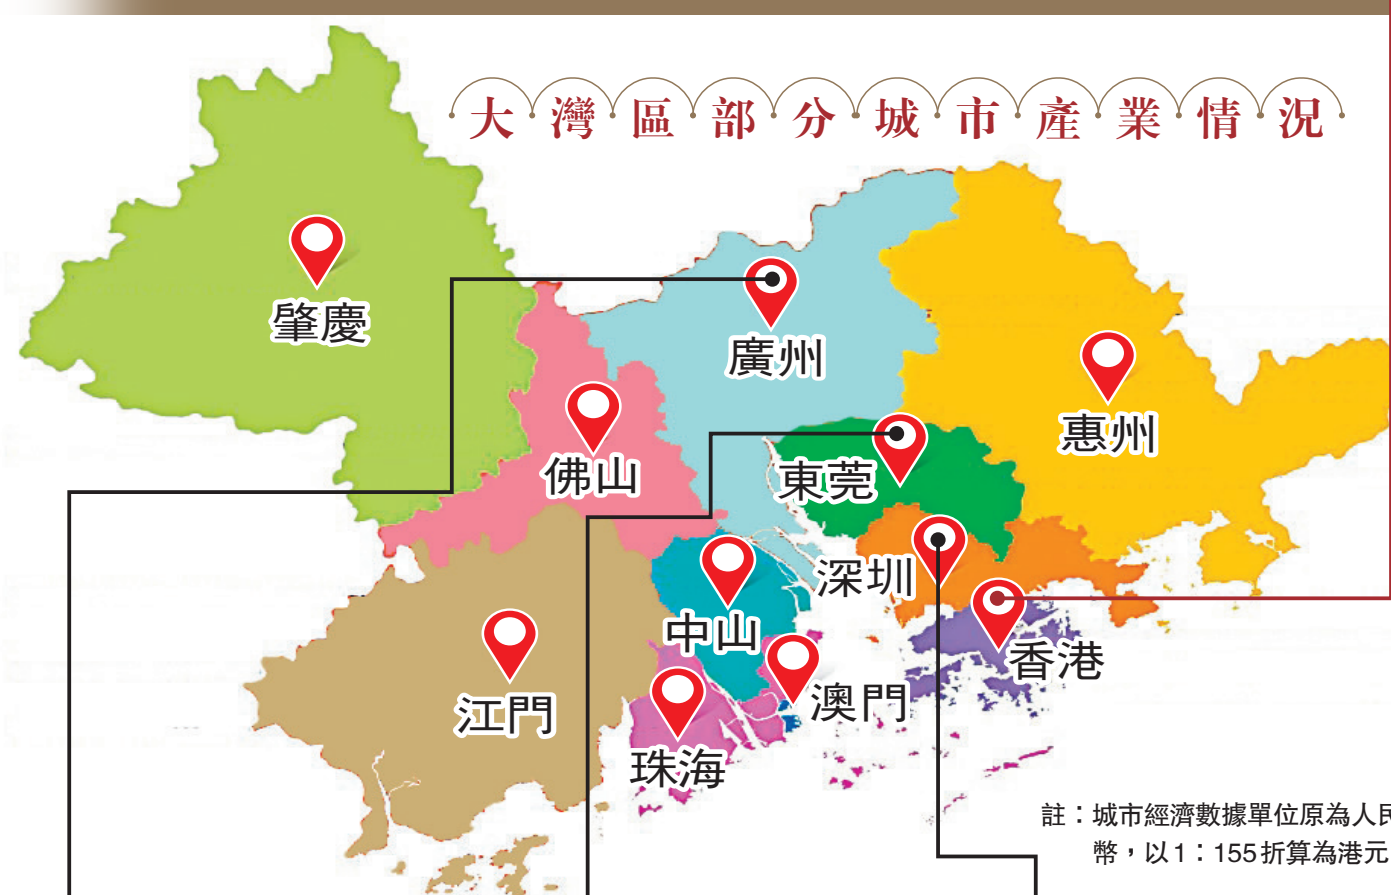 大灣區部分城市產業情況
肇慶
廣州
惠州
佛山
東莞
深圳
中山
香港
江門
澳門
珠海
註：城市經濟數據單位原為人民
幣，以1：155折算為港元